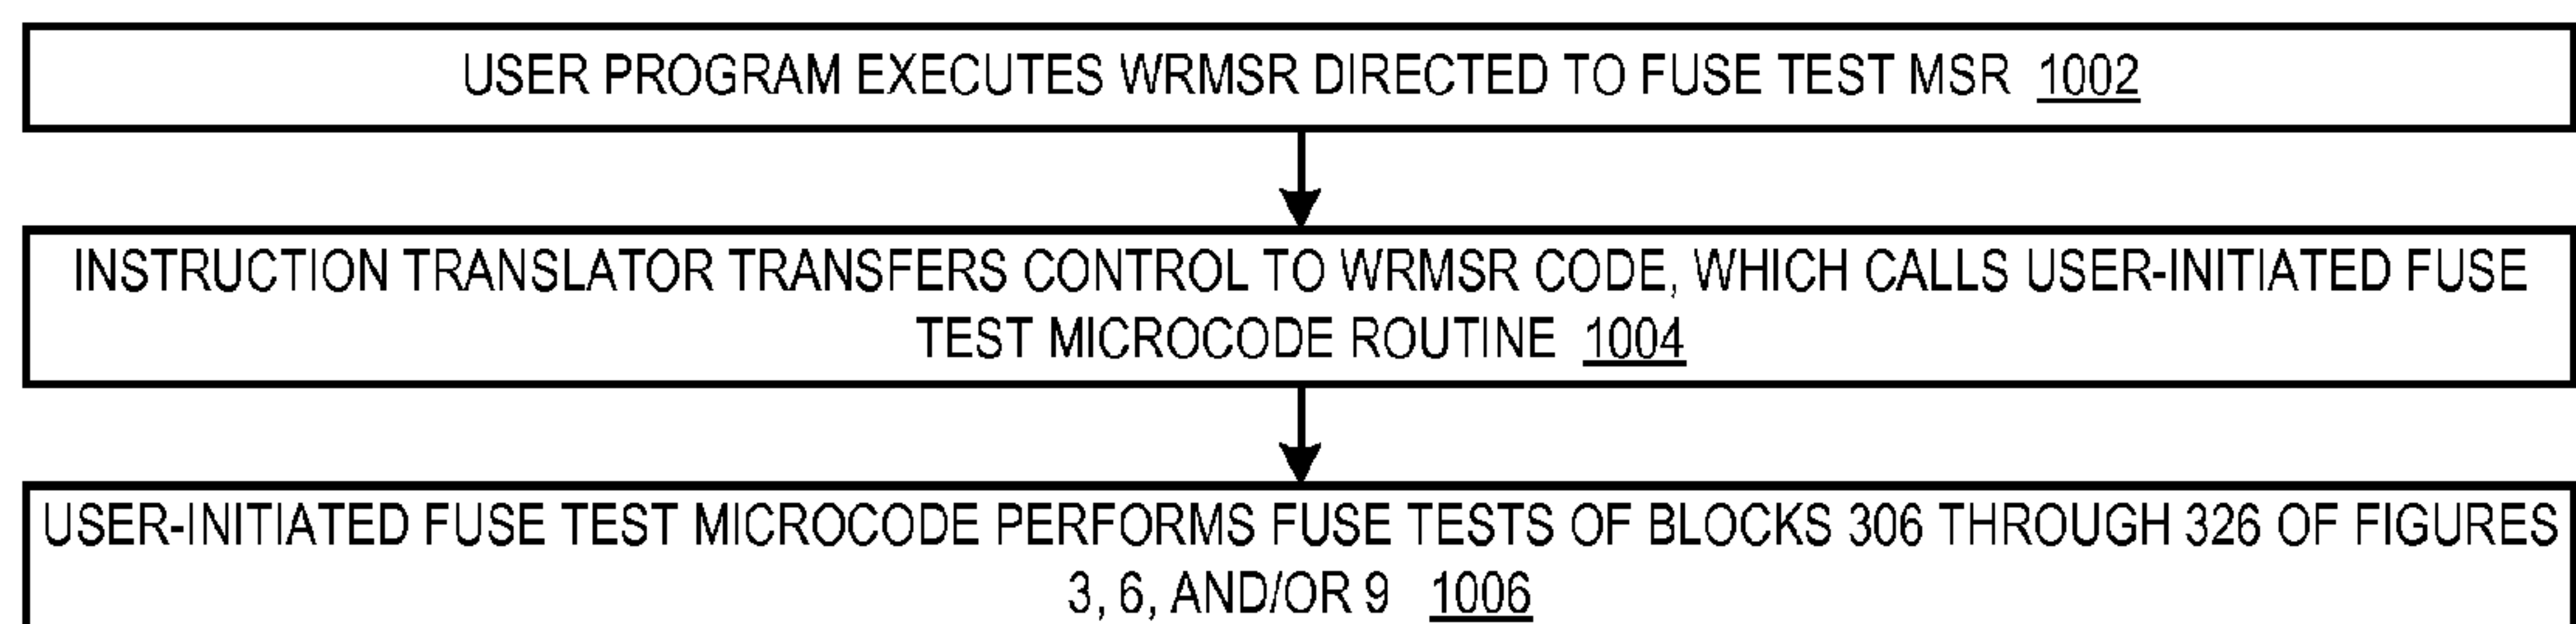 USER PROGRAM EXECUTES WRMSR DIRECTED TO FUSE TEST MSR 1002
INSTRUCTION TRANSLATOR TRANSFERS CONTROL TO WRMSR CODE, WHICH CALLS USER-INITIATED FUSE
TEST MICROCODE ROUTINE 1004
USER-INITIATED FUSE TEST MICROCODE PERFORMS FUSE TESTS OF BLOCKS 306 THROUGH 326 OF FIGURES
3, 6, AND/OR 9 1006